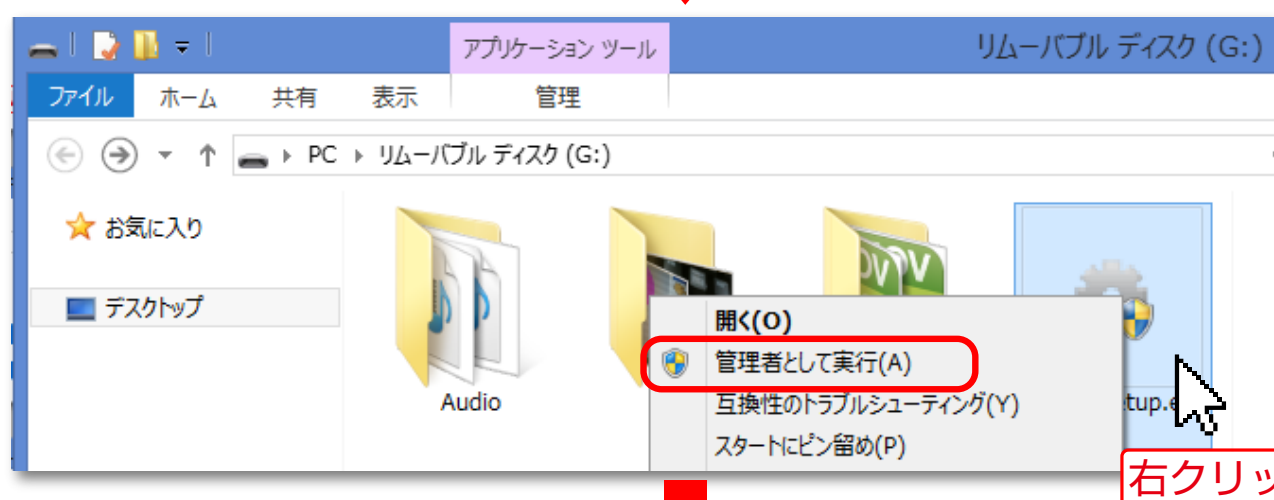 アプリケーション ツール
リムーバブル ディスク (G:)
ファイル
ホーム
共有
表示
管理
PC
リムーバブル ディスク (G:)
お気に入り
デスクトップ
Audio
開く(O)
管理者として実行(A)
互換性のトラブルシューティング(Y)
スタートにピン留め(P)
tup.e
右クリッ